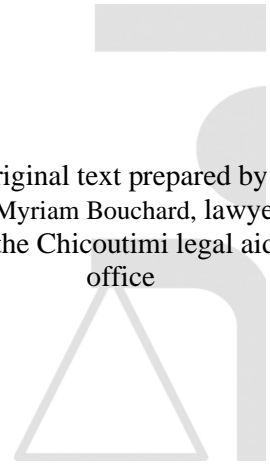 riginal text prepared by
Myriam Bouchard, lawye
the Chicoutimi legal aid
office